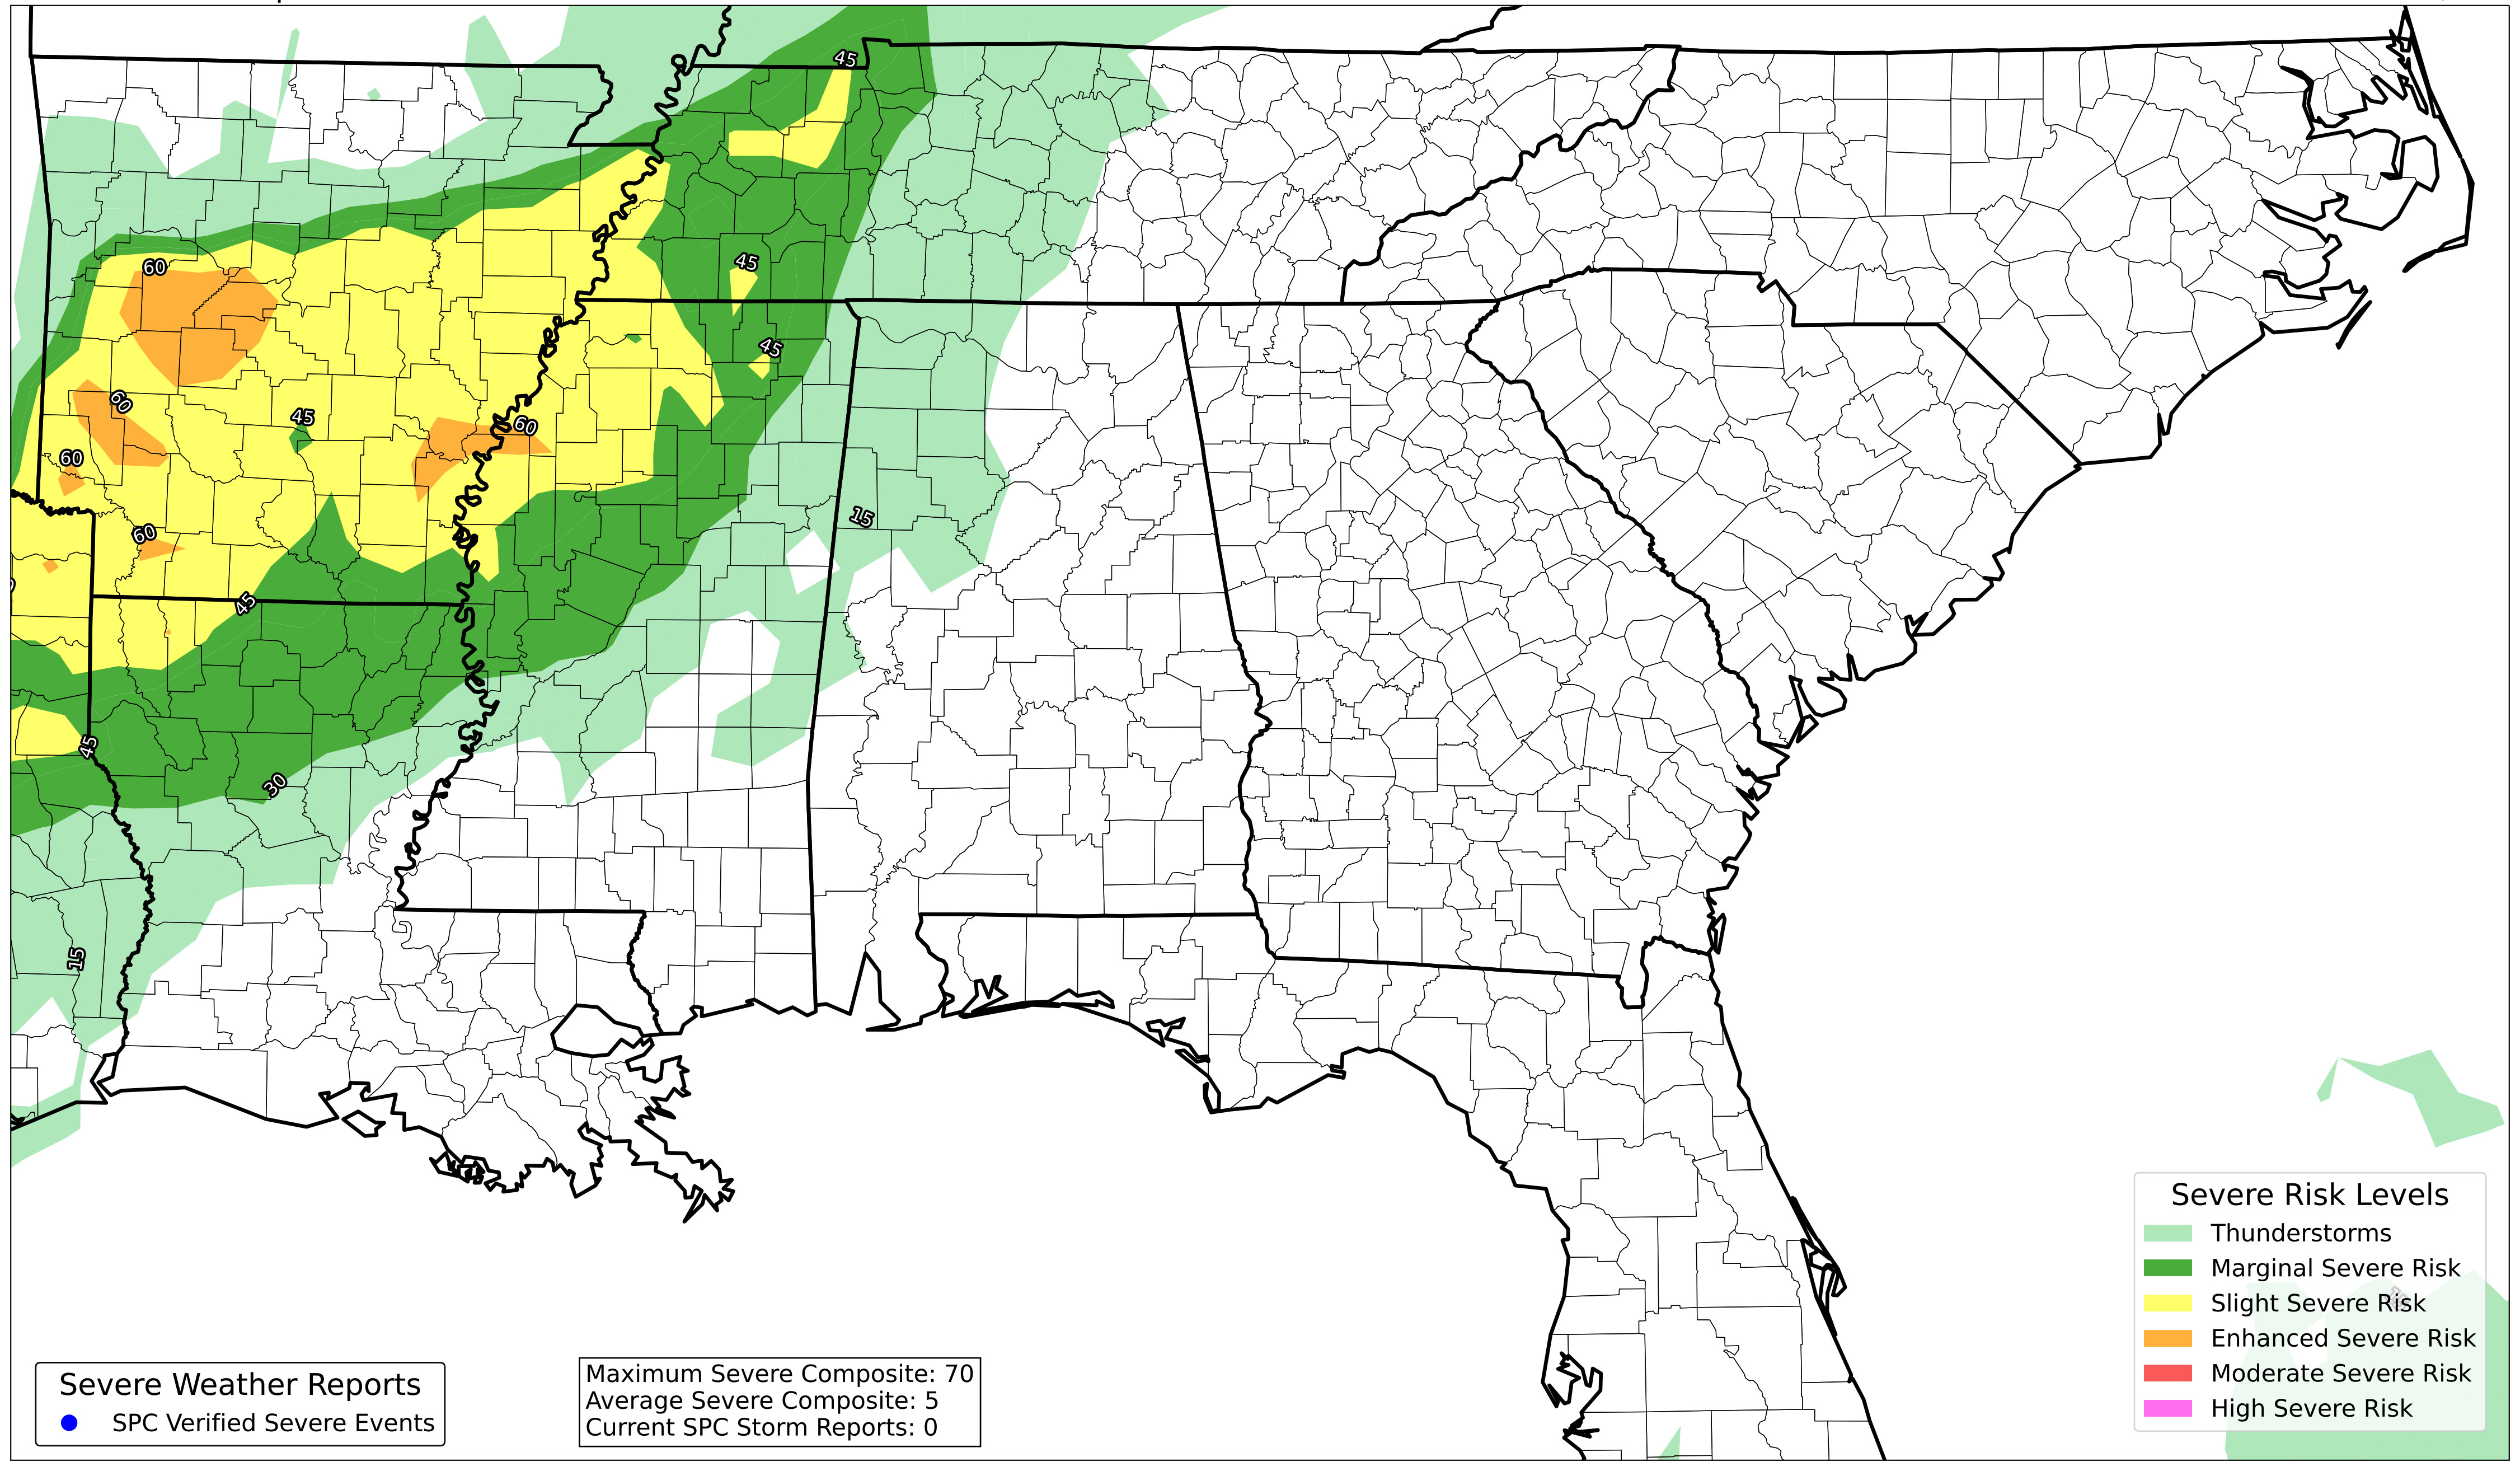 45
60
45
45
60
45
60
60
15
60
45
45
30
15
Severe Risk Levels
Thunderstorms
Marginal Severe Risk
Slight Severe Risk
Enhanced Severe Risk
Moderate Severe Risk
High Severe Risk
Severe Weather Reports
SPC Verified Severe Events
Maximum Severe Composite: 70
Average Severe Composite: 5
Current SPC Storm Reports: 0